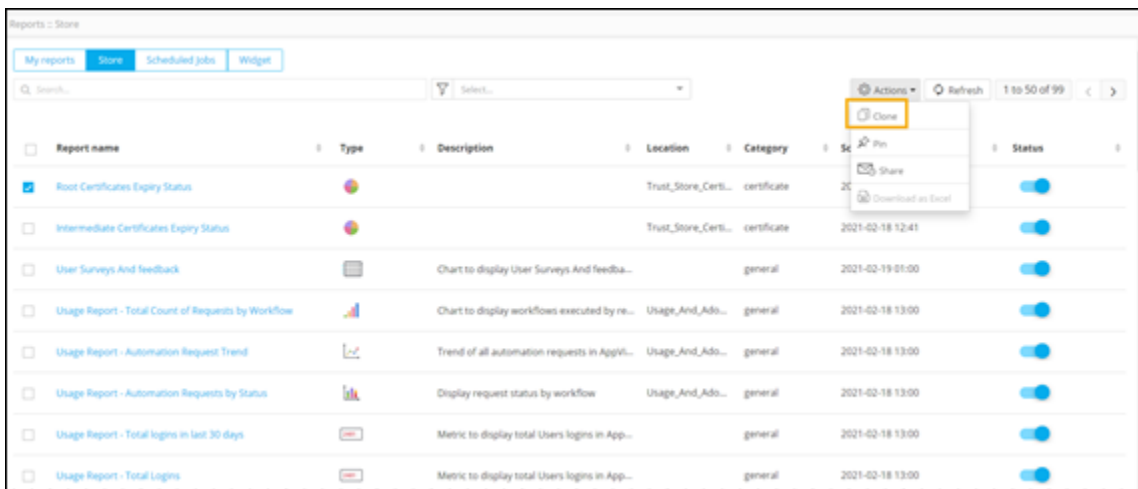 Reports :: Store
My reports Store Scheduled Jobs Widget
Search... Select... Actions Refresh 1 to 50 of 99
Clone
Pin
Share
Download as Excel
Report name Type Description Location Category Status
Root Certificates Expiry Status Trust_Store_Certi... certificate
Intermediate Certificates Expiry Status Trust_Store_Certi... certificate 2021-02-18 12:41
User Surveys And feedback Chart to display User Surveys And feedba... general 2021-02-19 01:00
Usage Report - Total Count of Requests by Workflow Chart to display workflows executed by re... Usage_And_Ado... general 2021-02-18 13:00
Usage Report - Automation Request Trend Trend of all automation requests in AppVi... Usage_And_Ado... general 2021-02-18 13:00
Usage Report - Automation Requests by Status Display request status by workflow Usage_And_Ado... general 2021-02-18 13:00
Usage Report - Total logins in last 30 days Metric to display total Users logins in App... general 2021-02-18 13:00
Usage Report - Total Logins Metric to display total Users logins in App... general 2021-02-18 13:00